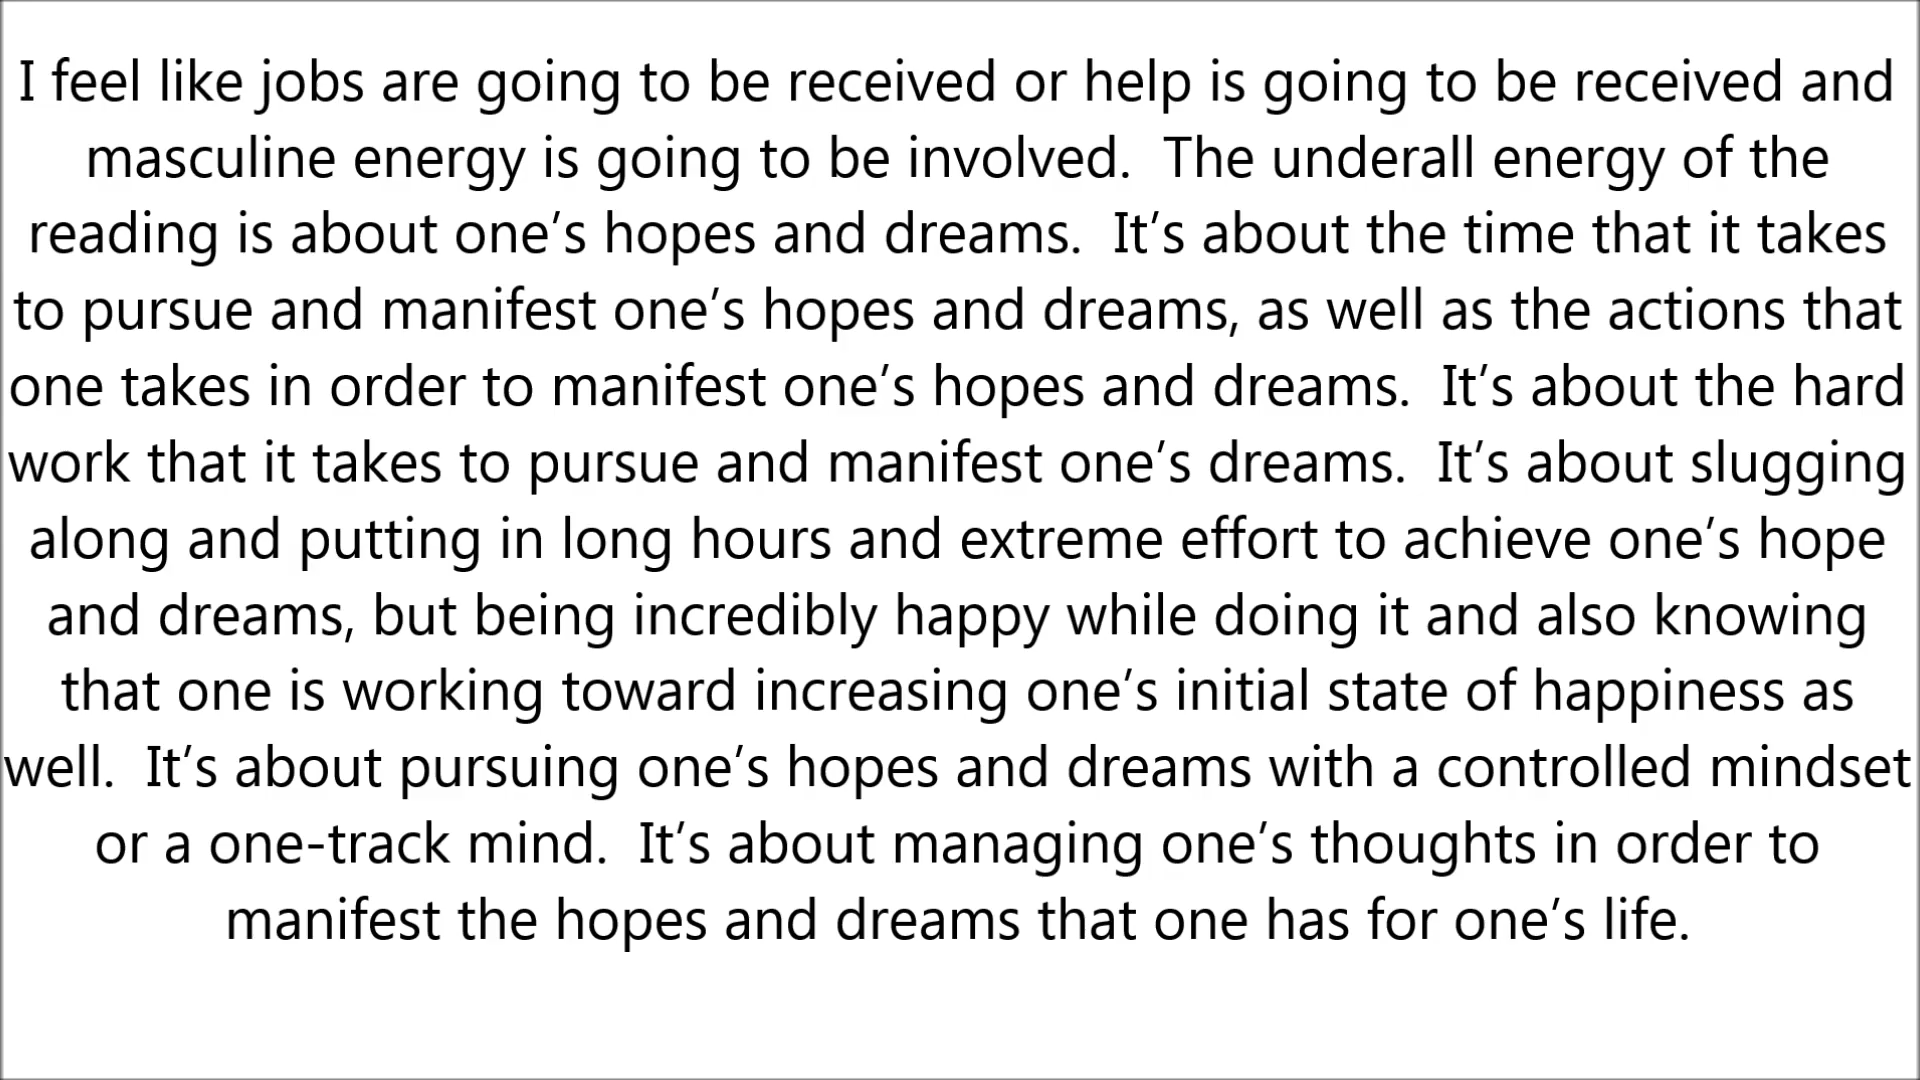 I feel like jobs are going to be received or help is going to be received and
masculine energy is going to be involved.  The underall energy of the
reading is about one’s hopes and dreams.  It’s about the time that it takes
to pursue and manifest one’s hopes and dreams, as well as the actions that
one takes in order to manifest one’s hopes and dreams.  It’s about the hard
work that it takes to pursue and manifest one’s dreams.  It’s about slugging
along and putting in long hours and extreme effort to achieve one’s hope
and dreams, but being incredibly happy while doing it and also knowing
that one is working toward increasing one’s initial state of happiness as
well.  It’s about pursuing one’s hopes and dreams with a controlled mindset
or a one-track mind.  It’s about managing one’s thoughts in order to
manifest the hopes and dreams that one has for one’s life.